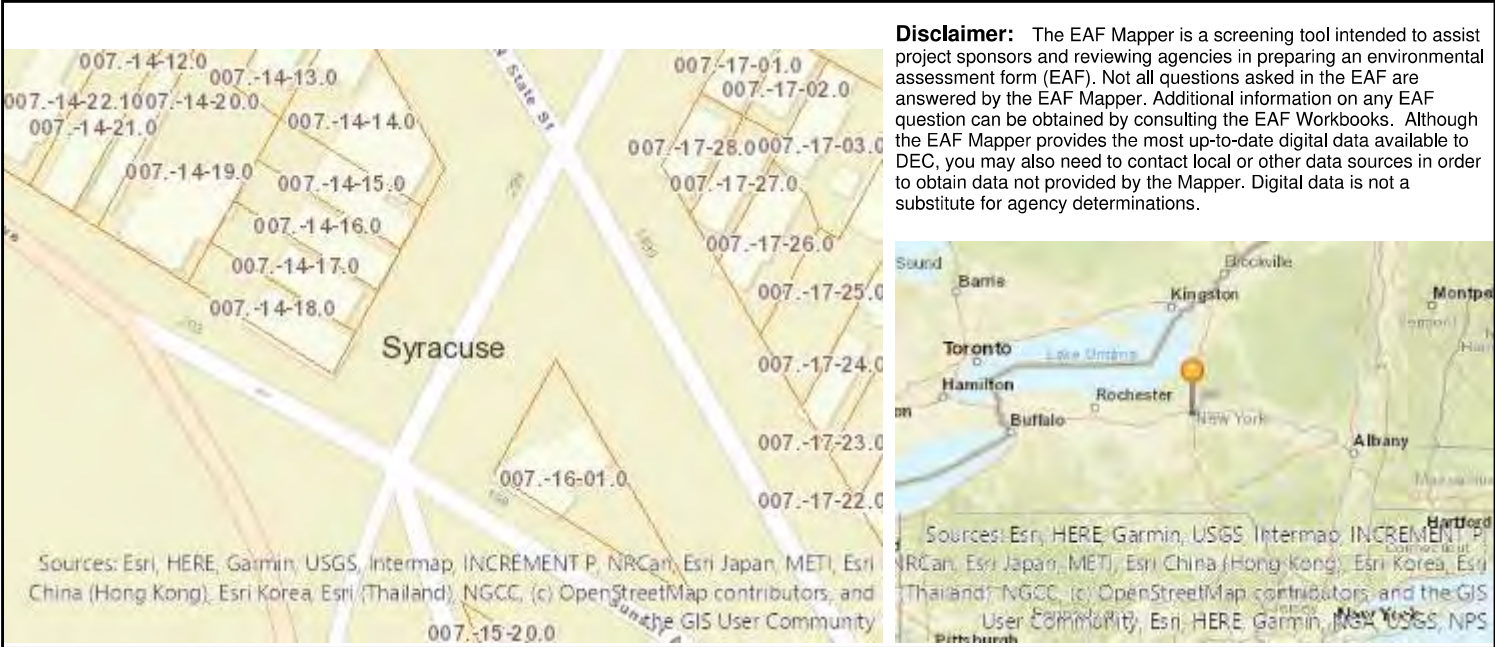 007.-14-12.0
007.-14-13.0
007.-14-22.1007.-14-20.0
007.-14-21.0
007.-14-14.0
007.-14-19.0
007.-14-15.0
007.-14-16.0
007.-14-17.0
007.-14-18.0
N State St
007.-17-01.0
007.-17-02.0
007.-17-28.0007.-17-03.0
007.-17-27.0
007.-17-26.0
007.-17-25.0
Syracuse
007.-17-24.0
007.-17-23.0
007.-16-01.0
007.-17-22.0
Sources: Esri, HERE, Garmin, USGS, Intermap, INCREMENT P, NRCan, Esri Japan, METI, Esri
China (Hong Kong), Esri Korea, Esri (Thailand), NGCC, (c) OpenStreetMap contributors, and
the GIS User Community
007.-15-20.0
Disclaimer: The EAF Mapper is a screening tool intended to assist
project sponsors and reviewing agencies in preparing an environmental
assessment form (EAF). Not all questions asked in the EAF are
answered by the EAF Mapper. Additional information on any EAF
question can be obtained by consulting the EAF Workbooks. Although
the EAF Mapper provides the most up-to-date digital data available to
DEC, you may also need to contact local or other data sources in order
to obtain data not provided by the Mapper. Digital data is not a
substitute for agency determinations.
Sound
Barrie
Brockville
Kingston
Montpe
Toronto
Lake Ontario
Hamilton
Rochester
Buffalo
New York
Albany
Hartford
Sources: Esri, HERE, Garmin, USGS, Intermap, INCREMENT P,
NRCan, Esri Japan, METI, Esri China (Hong Kong), Esri Korea, Esri
(Thailand), NGCC, (c) OpenStreetMap contributors, and the GIS
User Community, Esri, HERE, Garmin, NGA, USGS, NPS
New York
Pittsburgh